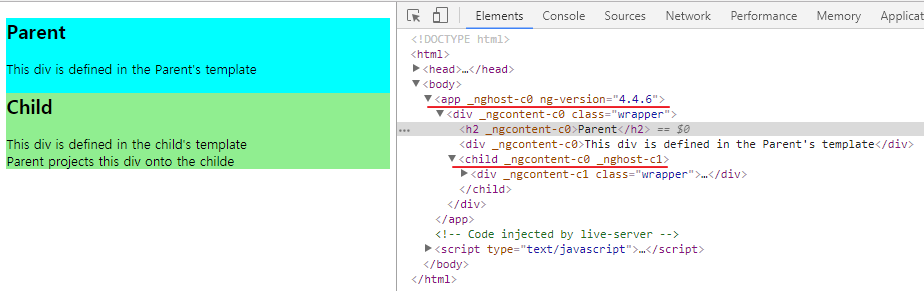 Parent
This div is defined in the Parent's template
Child
This div is defined in the child's template
Parent projects this div onto the childe
Elements Console Sources Network Performance Memory Applicat
<!DOCTYPE html>
<html>
▶<head>…</head>
▼<body>
▼<app _nghost-c0 ng-version="4.4.6">
▼<div _ngcontent-c0 class="wrapper">
… <h2 _ngcontent-c0>Parent</h2> == $0
<div _ngcontent-c0>This div is defined in the Parent's template</div>
▼<child _ngcontent-c0 _nghost-c1>
▶<div _ngcontent-c1 class="wrapper">…</div>
</child>
</div>
</app>
<!-- Code injected by live-server -->
▶<script type="text/javascript">…</script>
</body>
</html>